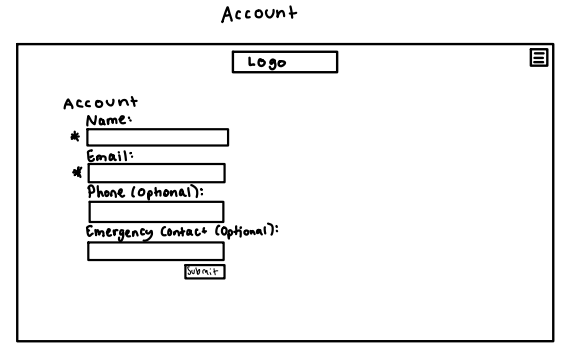 Account
Logo
Account
Name:
*
Email:
*
Phone (Optional):
Emergency Contact (Optional):
Submit